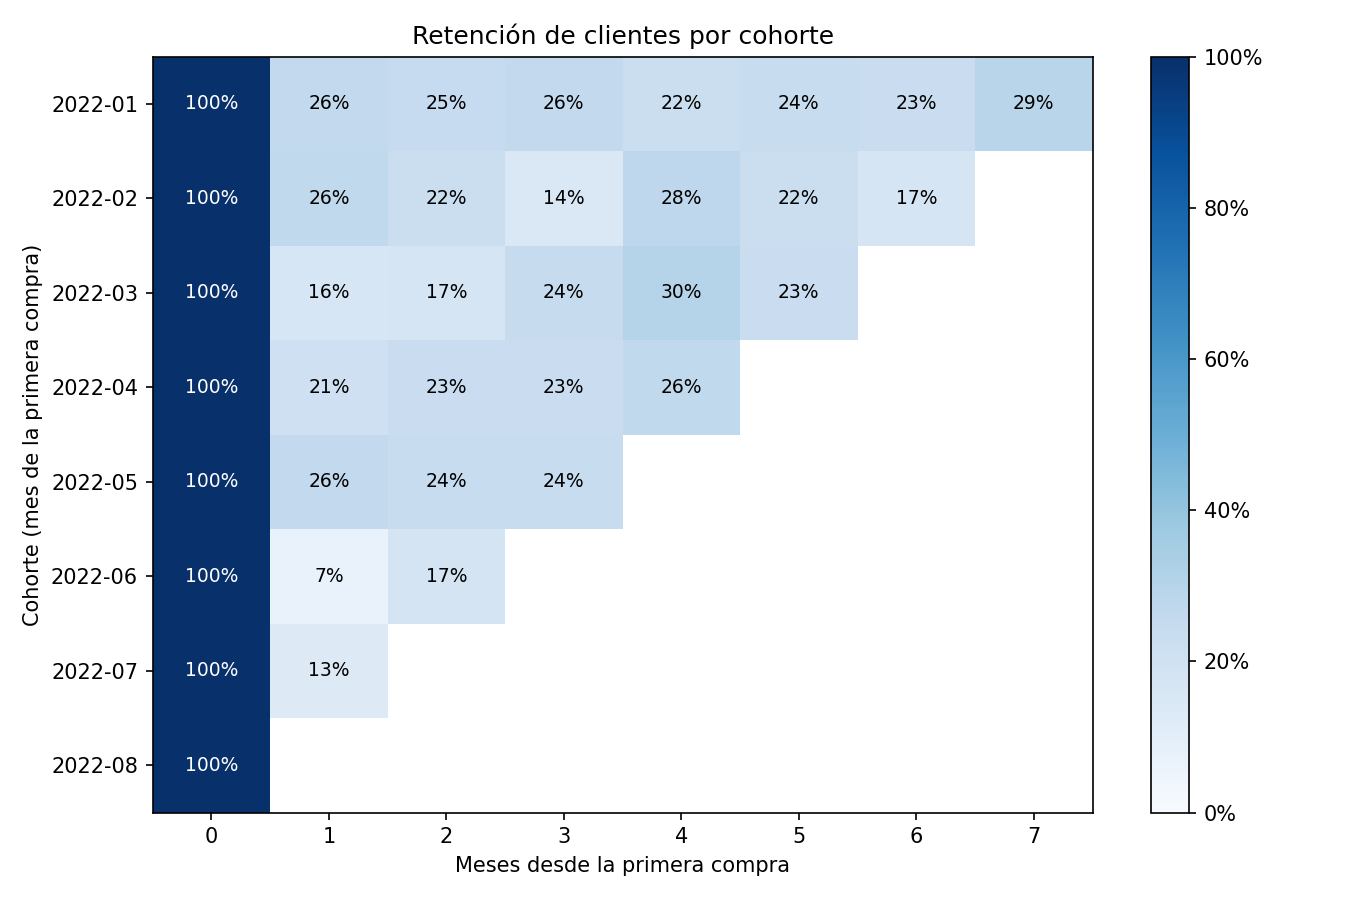 Retención de clientes por cohorte
2022-01 100% 26% 25% 26% 22% 24% 23% 29%
2022-02 100% 26% 22% 14% 28% 22% 17%
2022-03 100% 16% 17% 24% 30% 23%
2022-04 100% 21% 23% 23% 26%
2022-05 100% 26% 24% 24%
2022-06 100% 7% 17%
2022-07 100% 13%
2022-08 100%
0 1 2 3 4 5 6 7
Meses desde la primera compra
Cohorte (mes de la primera compra)
100%
80%
60%
40%
20%
0%